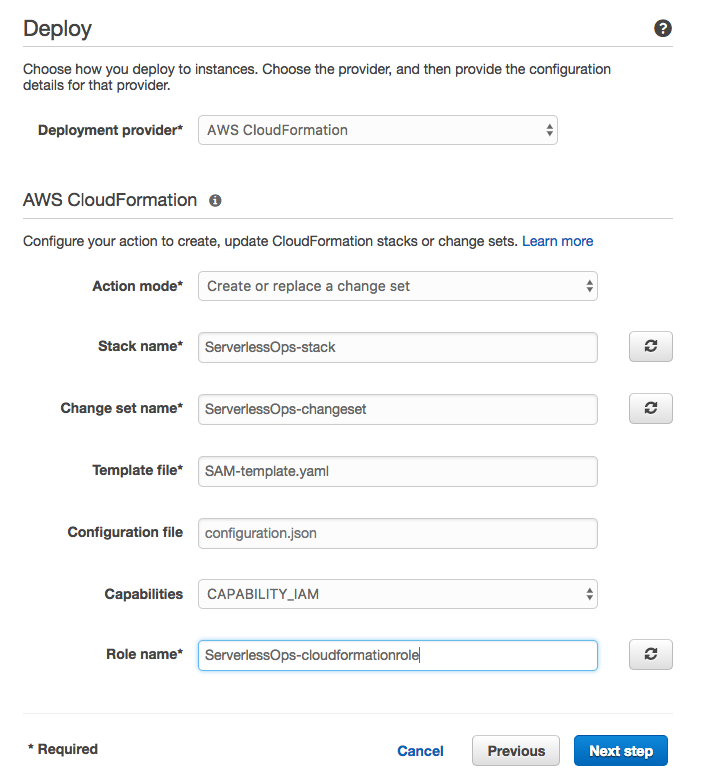 Deploy
?
Choose how you deploy to instances. Choose the provider, and then provide the configuration
details for that provider.
Deployment provider* AWS CloudFormation
AWS CloudFormation i
Configure your action to create, update CloudFormation stacks or change sets. Learn more
Action mode* Create or replace a change set
Stack name* ServerlessOps-stack
Change set name* ServerlessOps-changeset
Template file* SAM-template.yaml
Configuration file configuration.json
Capabilities CAPABILITY_IAM
Role name* ServerlessOps-cloudformationrole
* Required Cancel Previous Next step